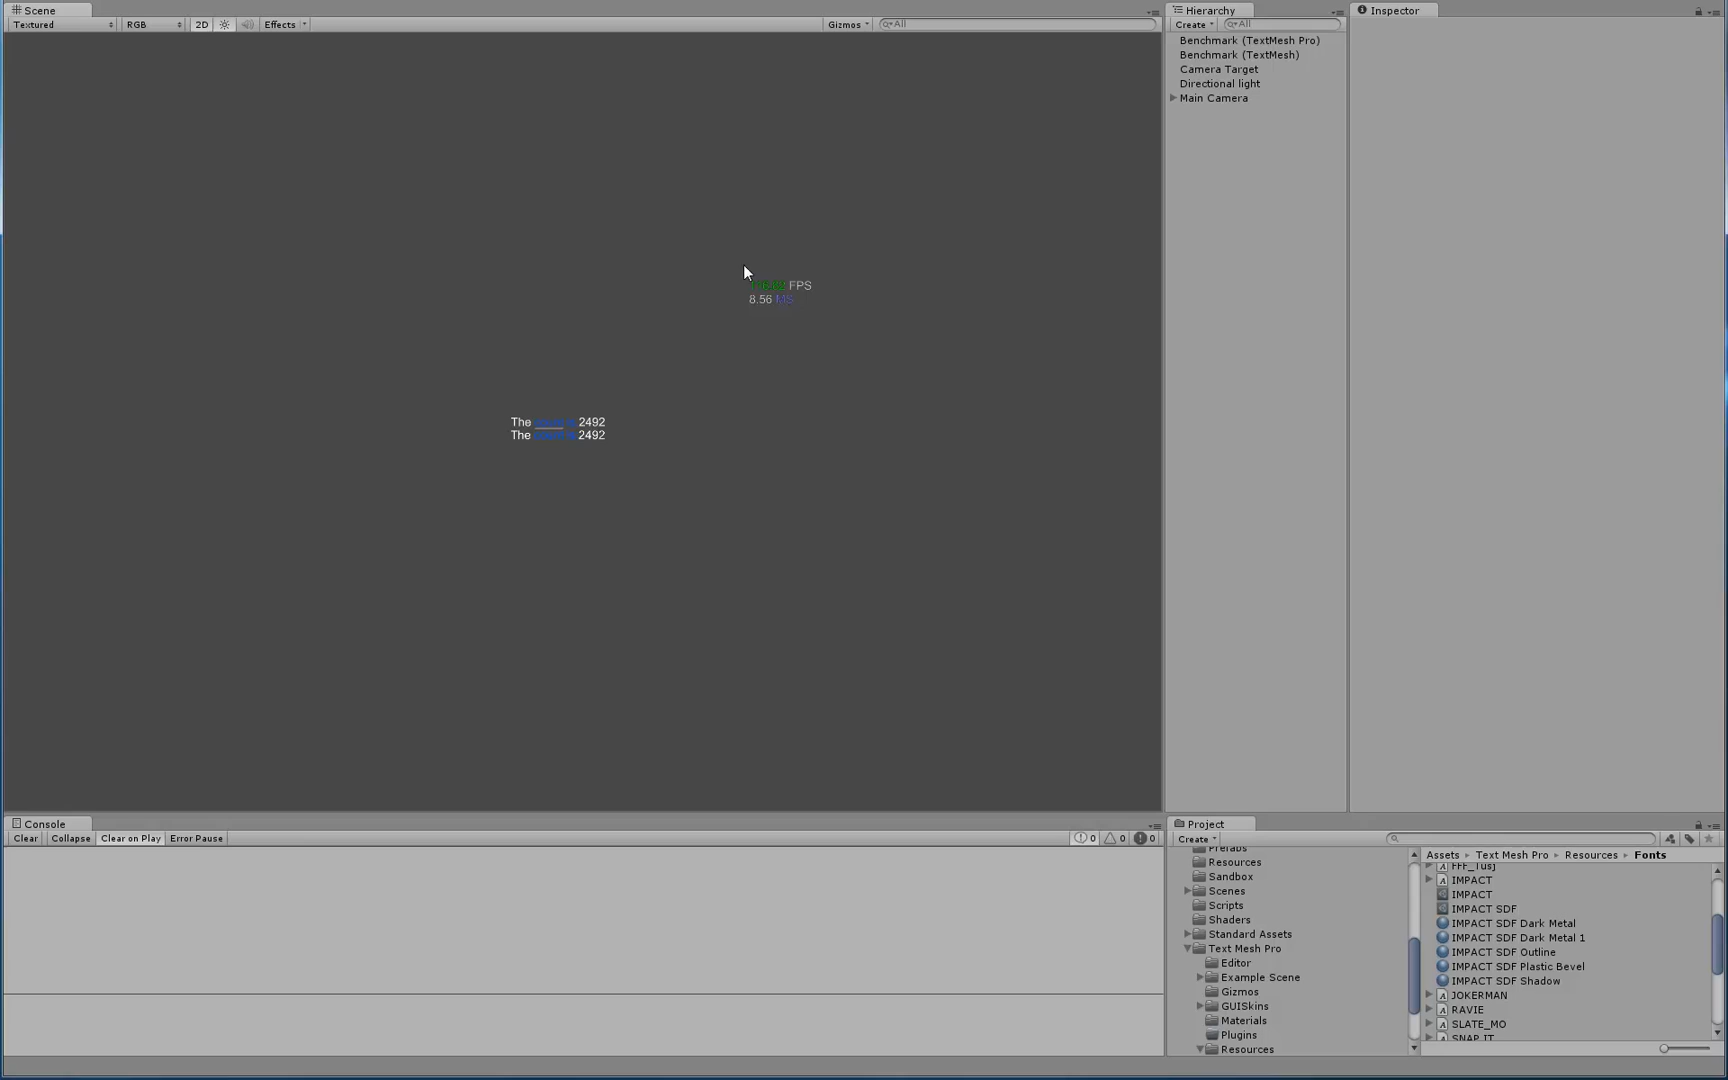 Scene
Hierarchy
Inspector
Textured
RGB
2D
Effects
Gizmos
All
Create
All
Benchmark (TextMesh Pro)
Benchmark (TextMesh)
Camera Target
Directional light
Main Camera
FPS
8.56 MS
The 2492
The 2492
Console
Project
Clear
Collapse
Clear on Play
Error Pause
0
0
0
Create
Prefabs
Resources
Sandbox
Scenes
Scripts
Shaders
Standard Assets
Text Mesh Pro
Editor
Example Scene
Gizmos
GUISkins
Materials
Plugins
Resources
Assets
Text Mesh Pro
Resources
Fonts
FFF_Tusj
IMPACT
IMPACT
IMPACT SDF
IMPACT SDF Dark Metal
IMPACT SDF Dark Metal 1
IMPACT SDF Outline
IMPACT SDF Plastic Bevel
IMPACT SDF Shadow
JOKERMAN
RAVIE
SLATE_MO
SNAP IT